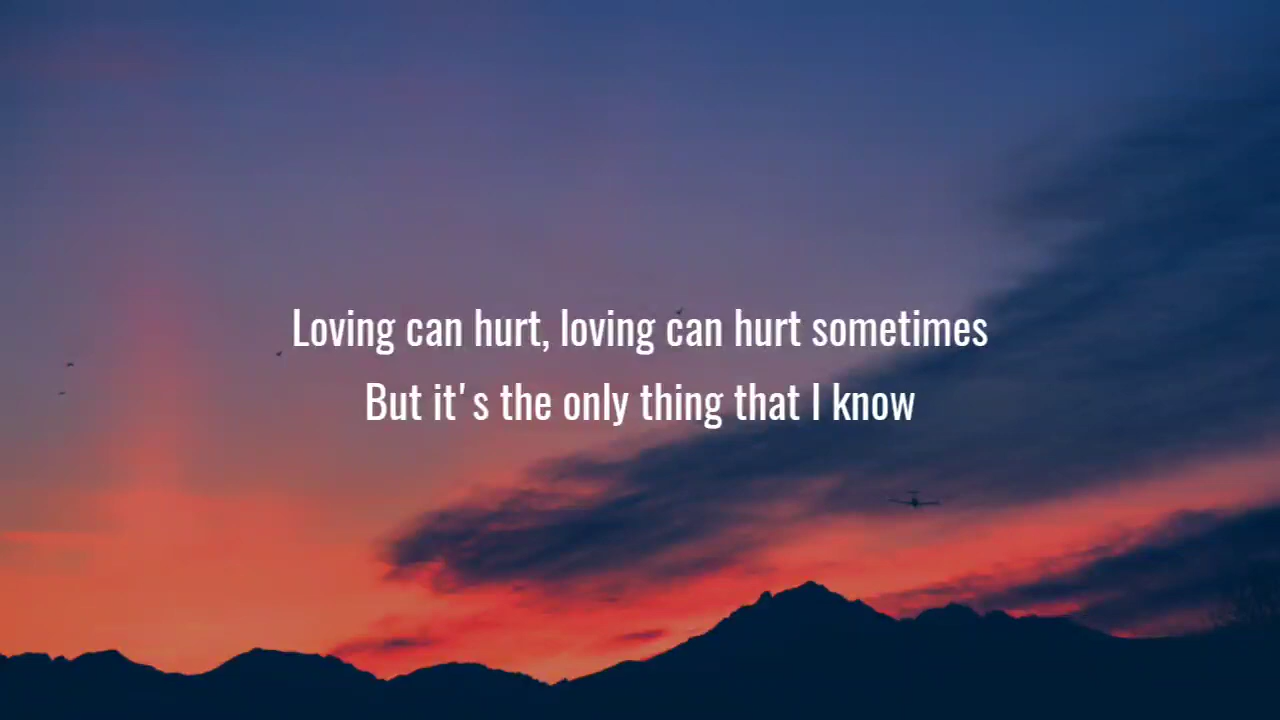 Loving can hurt, loving can hurt sometimes
But it's the only thing that I know